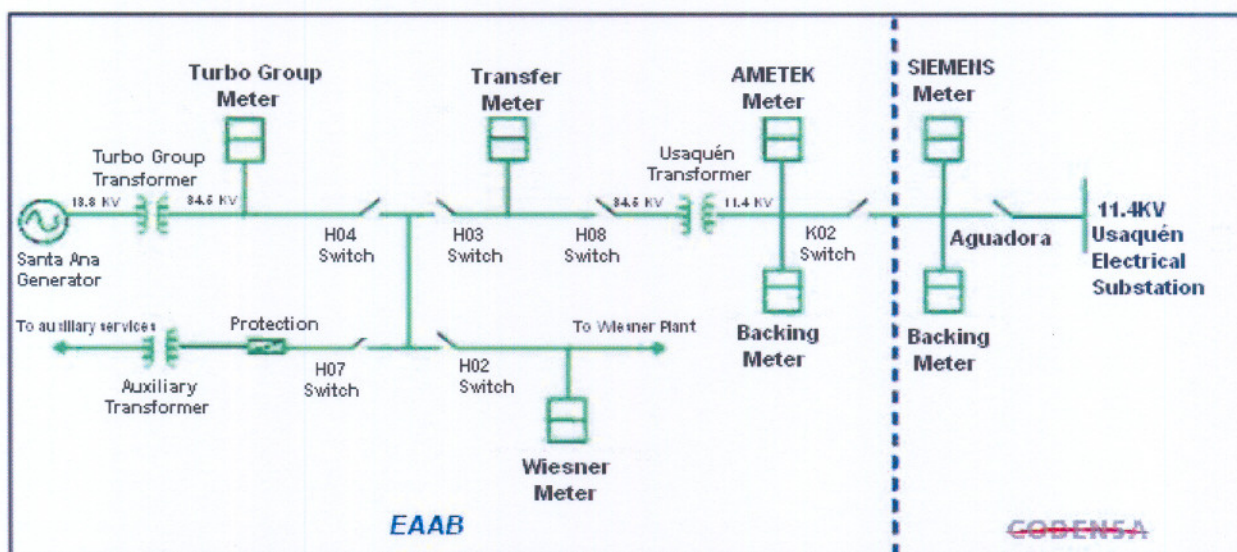 Turbo Group
Meter
Transfer
Meter
AMETEK
Meter
SIEMENS
Meter
Turbo Group
Transformer
Usaquén
Transformer
13.8 KV
34.5 KV
34.5 KV
11.4 KV
Santa Ana
Generator
H04
Switch
H03
Switch
H08
Switch
K02
Switch
Aguadora
11.4KV
Usaquén
Electrical
Substation
To auxiliary services
Protection
To Wiesner Plant
Auxiliary
Transformer
H07
Switch
H02
Switch
Backing
Meter
Backing
Meter
Wiesner
Meter
EAAB
CODENSA